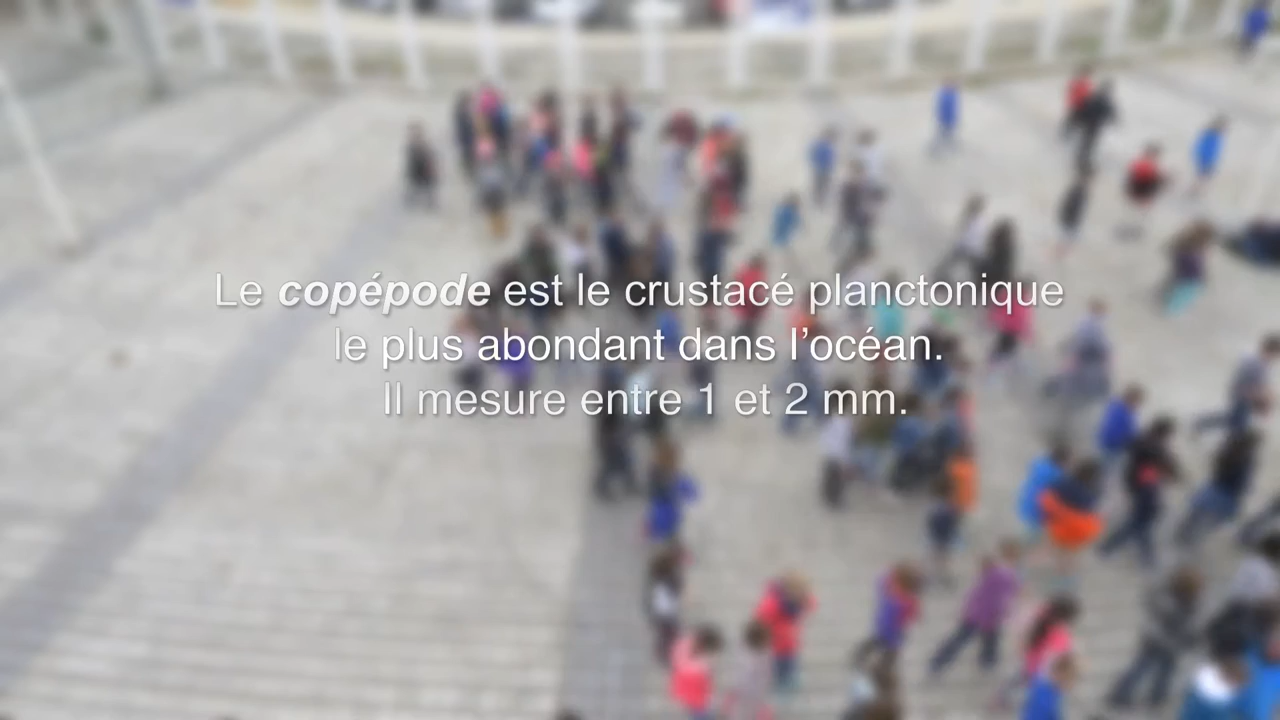 Le copépode est le crustacé planctonique
le plus abondant dans l’océan.
Il mesure entre 1 et 2 mm.